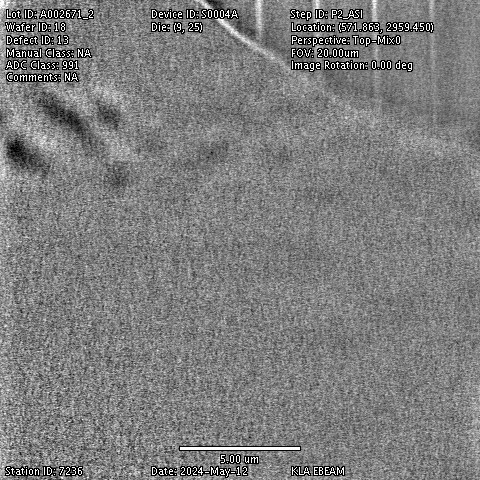 Lot ID: A002671_2
Wafer ID: 18
Defect ID: 13
Manual Class: NA
ADC Class: 991
Comments: NA
Device ID: S0004A
Die: (9, 25)
Step ID: P2_ASI
Location: (571.863, 2959.450)
Perspective: Top-Mix0
FOV: 20.00um
Image Rotation: 0.00 deg
5.00 um
Station ID: 7236
Date: 2024-May-12
KLA EBEAM